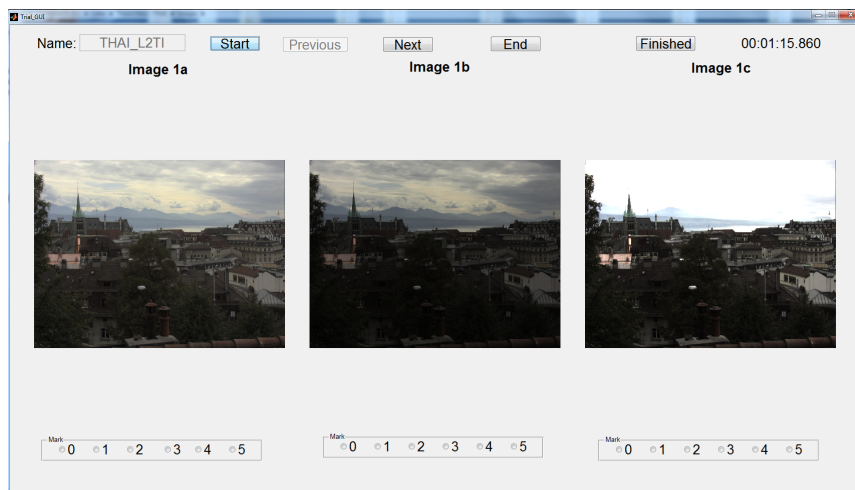 Trial_GUI
Name: THAI_L2TI Start Previous Next End Finished 00:01:15.860
Image 1a Image 1b Image 1c
Mark Mark Mark
0 1 2 3 4 5 0 1 2 3 4 5 0 1 2 3 4 5